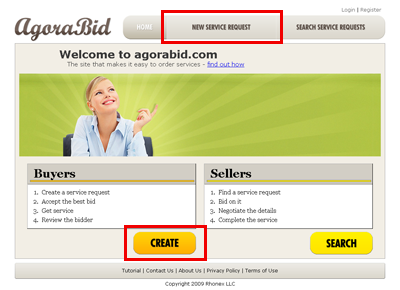 Login | Register
AgoraBid
HOME
NEW SERVICE REQUEST
SEARCH SERVICE REQUESTS
Welcome to agorabid.com
The site that makes it easy to order services - find out how
Buyers
1. Create a service request
2. Accept the best bid
3. Get service
4. Review the bidder
CREATE
Sellers
1. Find a service request
2. Bid on it
3. Negotiate the details
4. Complete the service
SEARCH
Tutorial | Contact Us | About Us | Privacy Policy | Terms of Use
Copyright 2009 Rhonex LLC